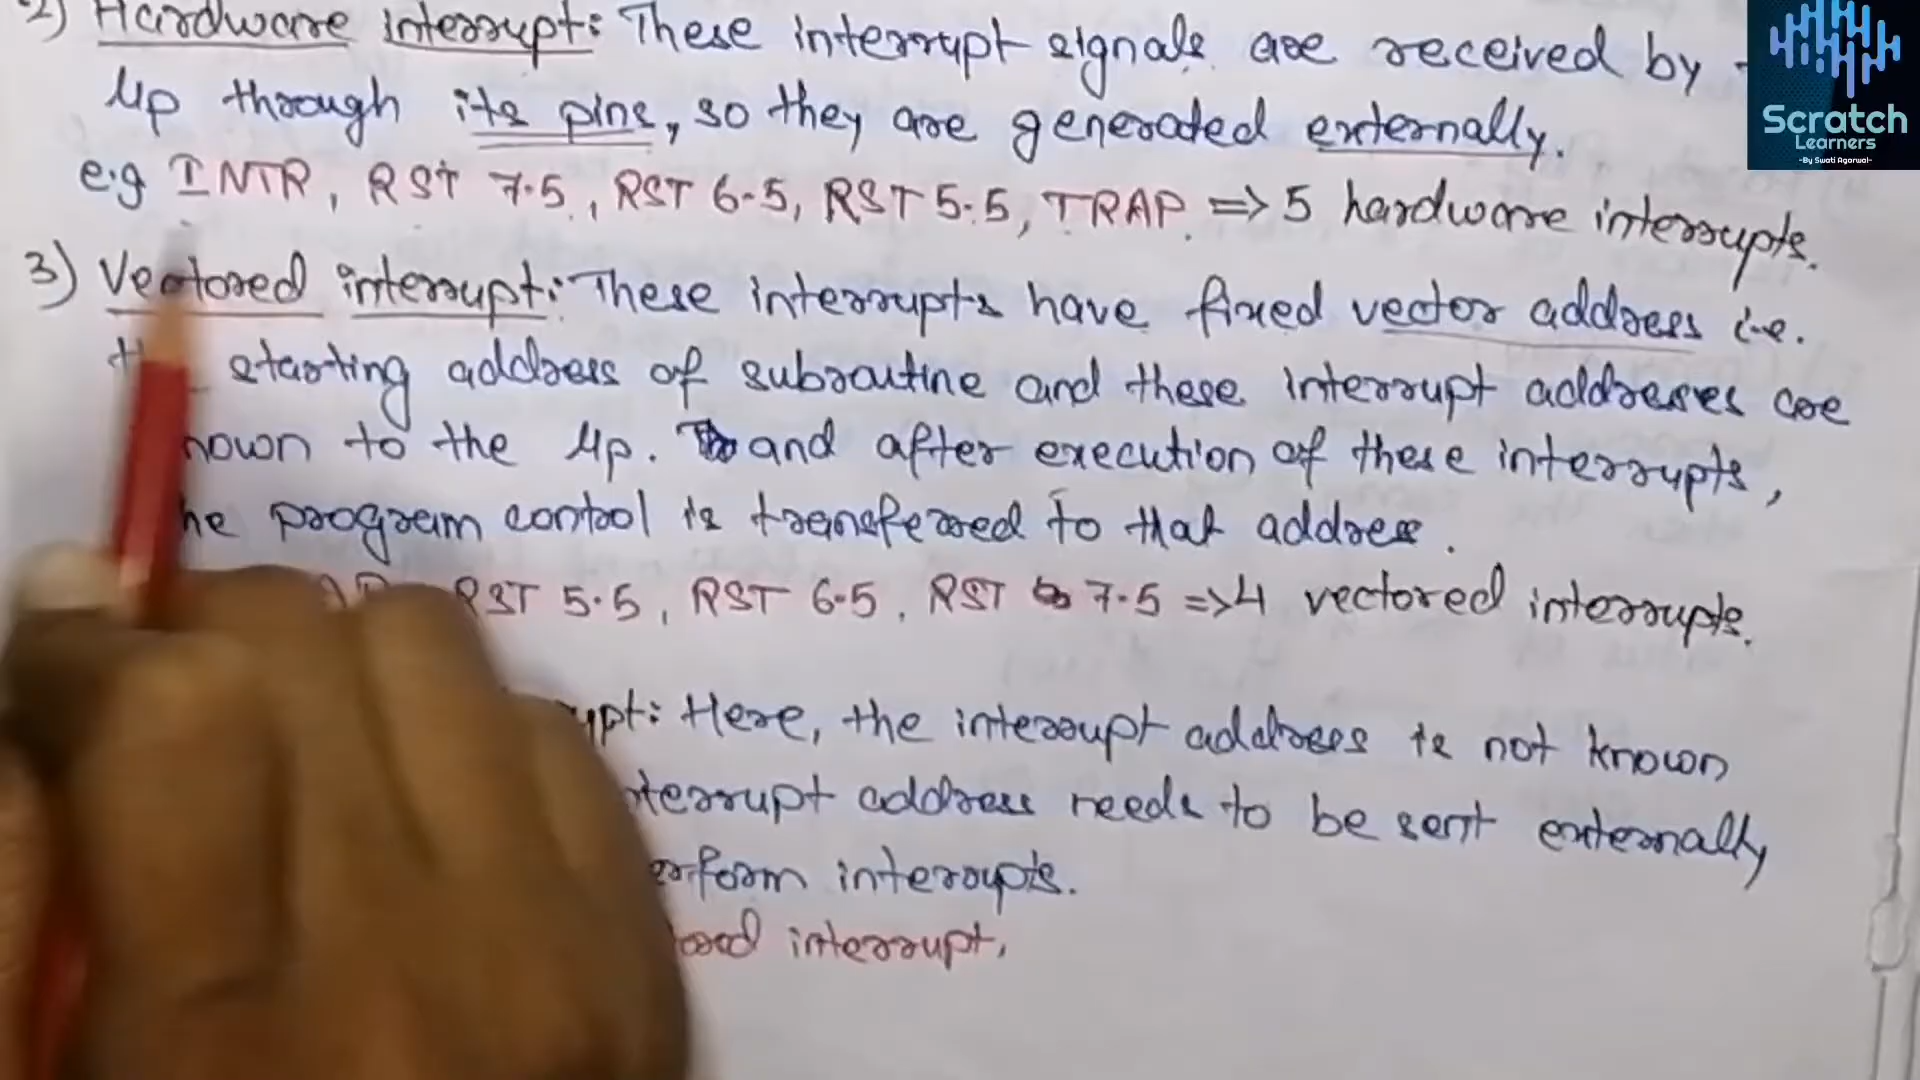 2) Hardware interrupt: These interrupt signals are received by
μp through its pins, so they are generated externally.
e.g INTR, RST 7.5, RST 6.5, RST 5.5, TRAP. => 5 hardware interrupts.
3) Vectored interrupt: These interrupts have fixed vector address i.e.
starting address of subroutine and these interrupt addresses are
to the μp. and after execution of these interrupts,
program control is transferred to that address.
RST 5.5, RST 6.5, RST 7.5 => 4 vectored interrupts.
Here, the interrupt address is not known
address needs to be sent externally
interrupts.
interrupt.
Scratch
Learners
-By Swati Agarwal-